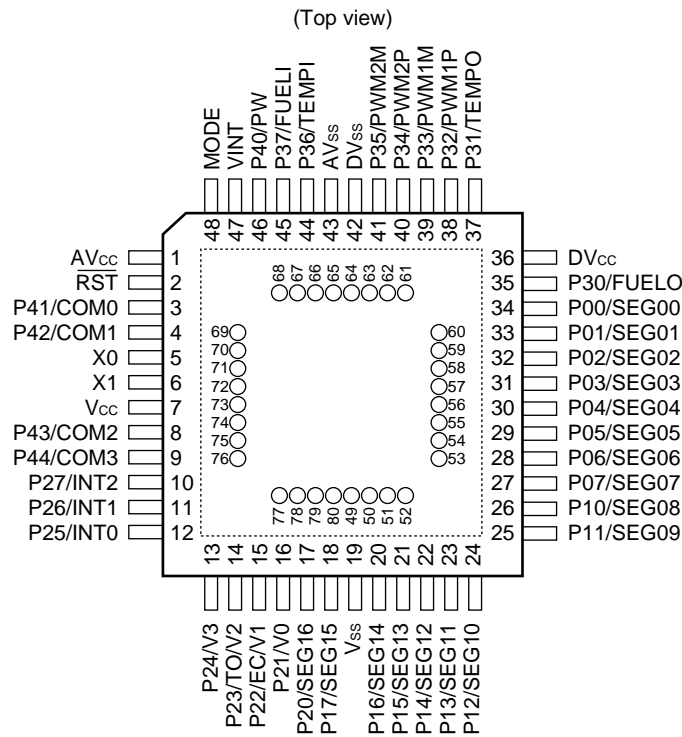 (Top view)
MODE
VINT
P40/PW
P37/FUELI
P36/TEMPI
AVss
DVss
P35/PWM2M
P34/PWM2P
P33/PWM1M
P32/PWM1P
P31/TEMPO
48
47
46
45
44
43
42
41
40
39
38
37
AVcc 1
RST 2
P41/COM0 3
P42/COM1 4
X0 5
X1 6
Vcc 7
P43/COM2 8
P44/COM3 9
P27/INT2 10
P26/INT1 11
P25/INT0 12
68
67
66
65
64
63
62
61
69
70
71
72
73
74
75
76
60
59
58
57
56
55
54
53
77
78
79
80
49
50
51
52
36 DVcc
35 P30/FUELO
34 P00/SEG00
33 P01/SEG01
32 P02/SEG02
31 P03/SEG03
30 P04/SEG04
29 P05/SEG05
28 P06/SEG06
27 P07/SEG07
26 P10/SEG08
25 P11/SEG09
13
14
15
16
17
18
19
20
21
22
23
24
P24/V3
P23/TO/V2
P22/EC/V1
P21/V0
P20/SEG16
P17/SEG15
Vss
P16/SEG14
P15/SEG13
P14/SEG12
P13/SEG11
P12/SEG10